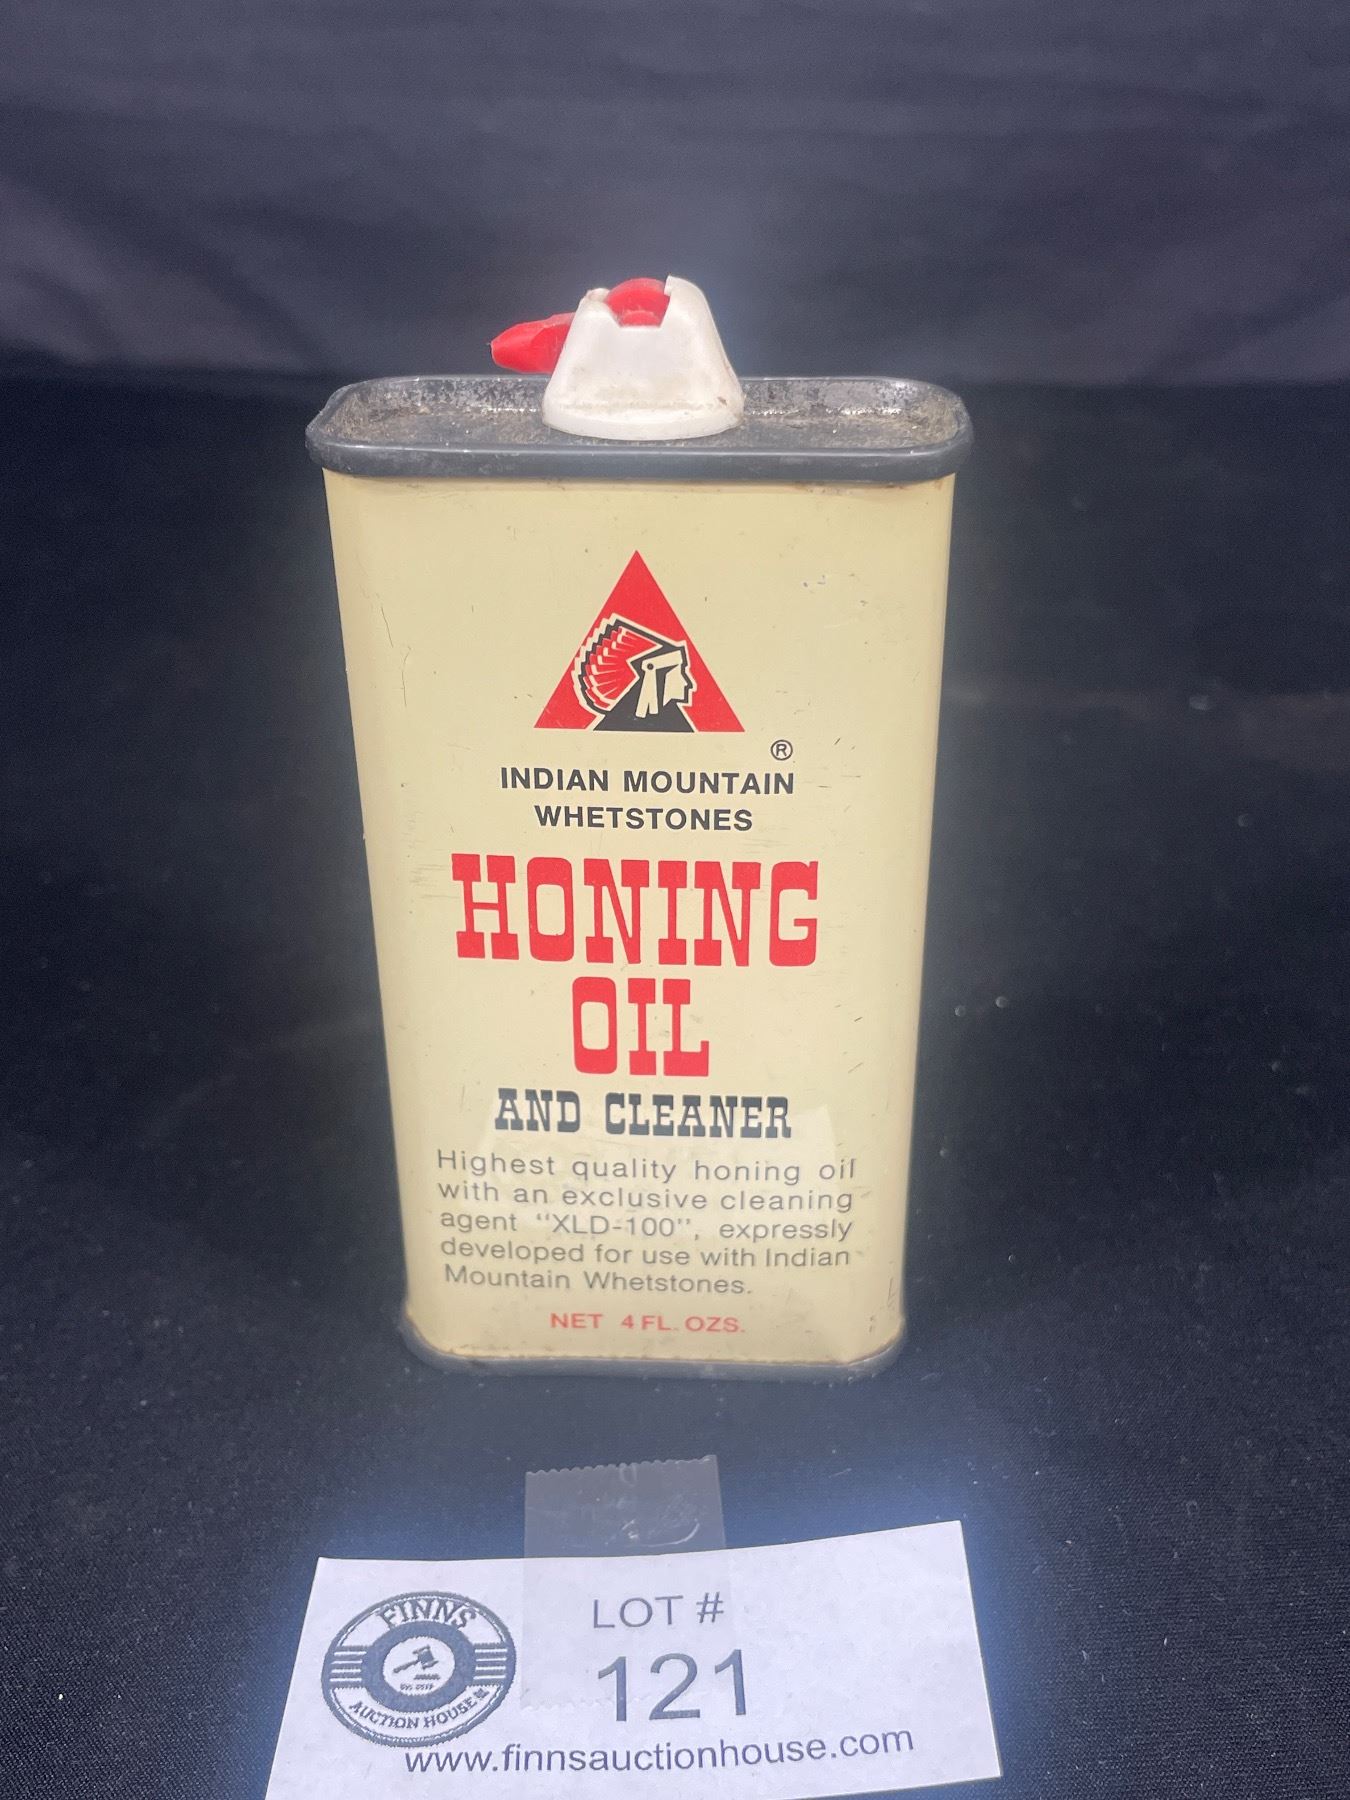 ®
INDIAN MOUNTAIN
WHETSTONES
HONING
OIL
AND CLEANER
Highest quality honing oil
with an exclusive cleaning
agent "XLD-100", expressly
developed for use with Indian
Mountain Whetstones.
NET 4 FL. OZS.
FINNS
AUCTION HOUSE
LOT #
121
www.finnsauctionhouse.com